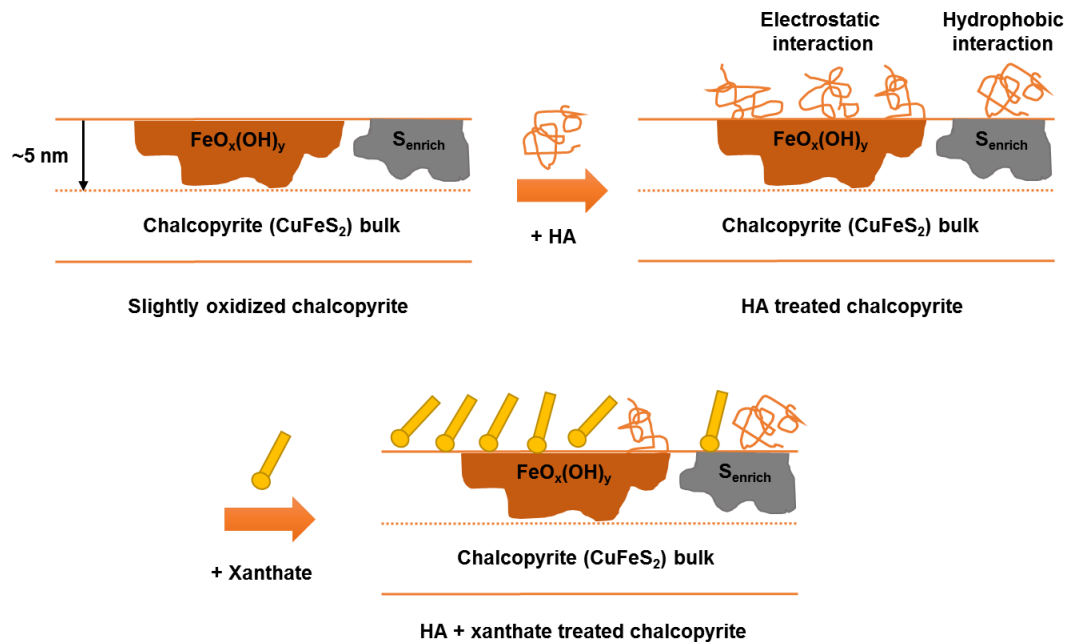 Electrostatic
interaction
Hydrophobic
interaction
~5 nm
FeOx(OH)y
Senrich
Chalcopyrite (CuFeS2) bulk
Slightly oxidized chalcopyrite
+ HA
FeOx(OH)y
Senrich
Chalcopyrite (CuFeS2) bulk
HA treated chalcopyrite
+ Xanthate
FeOx(OH)y
Senrich
Chalcopyrite (CuFeS2) bulk
HA + xanthate treated chalcopyrite